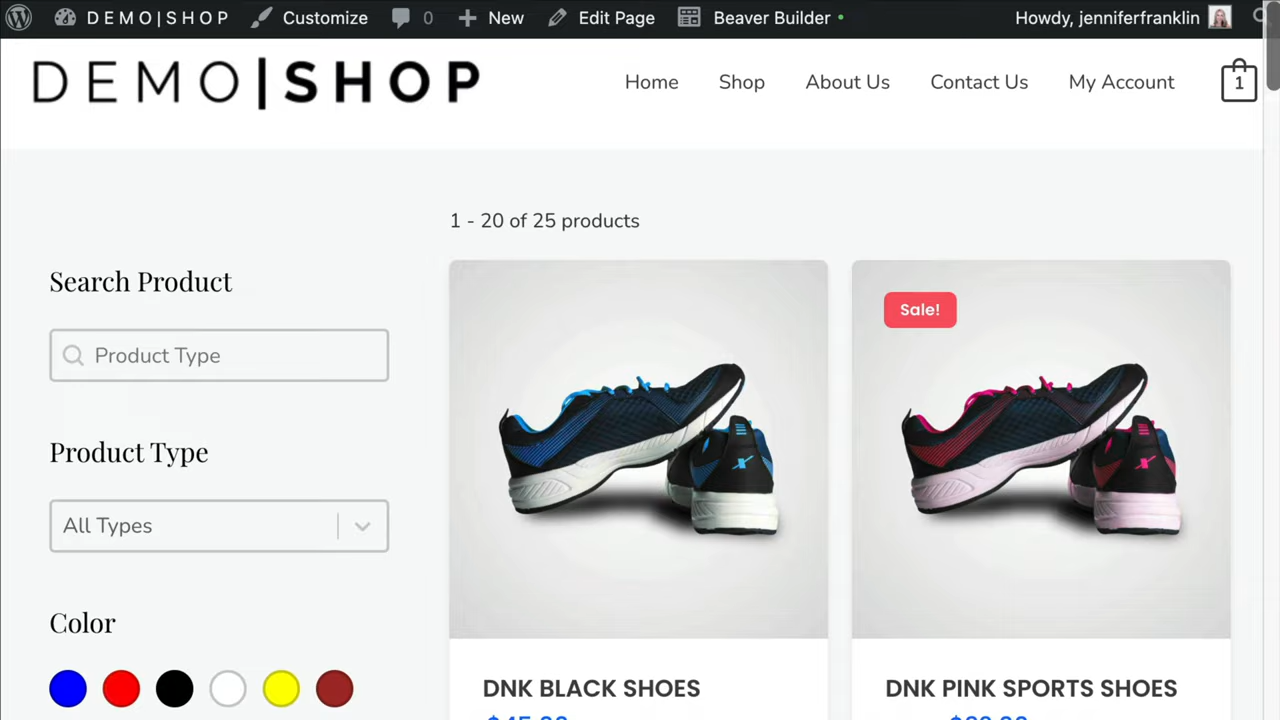 DEMO|SHOP Customize 0 New Edit Page Beaver Builder Howdy, jenniferfranklin
DEMO|SHOP Home Shop About Us Contact Us My Account 1
1 - 20 of 25 products
Search Product
Sale!
Product Type
Product Type
All Types
Color
DNK BLACK SHOES DNK PINK SPORTS SHOES